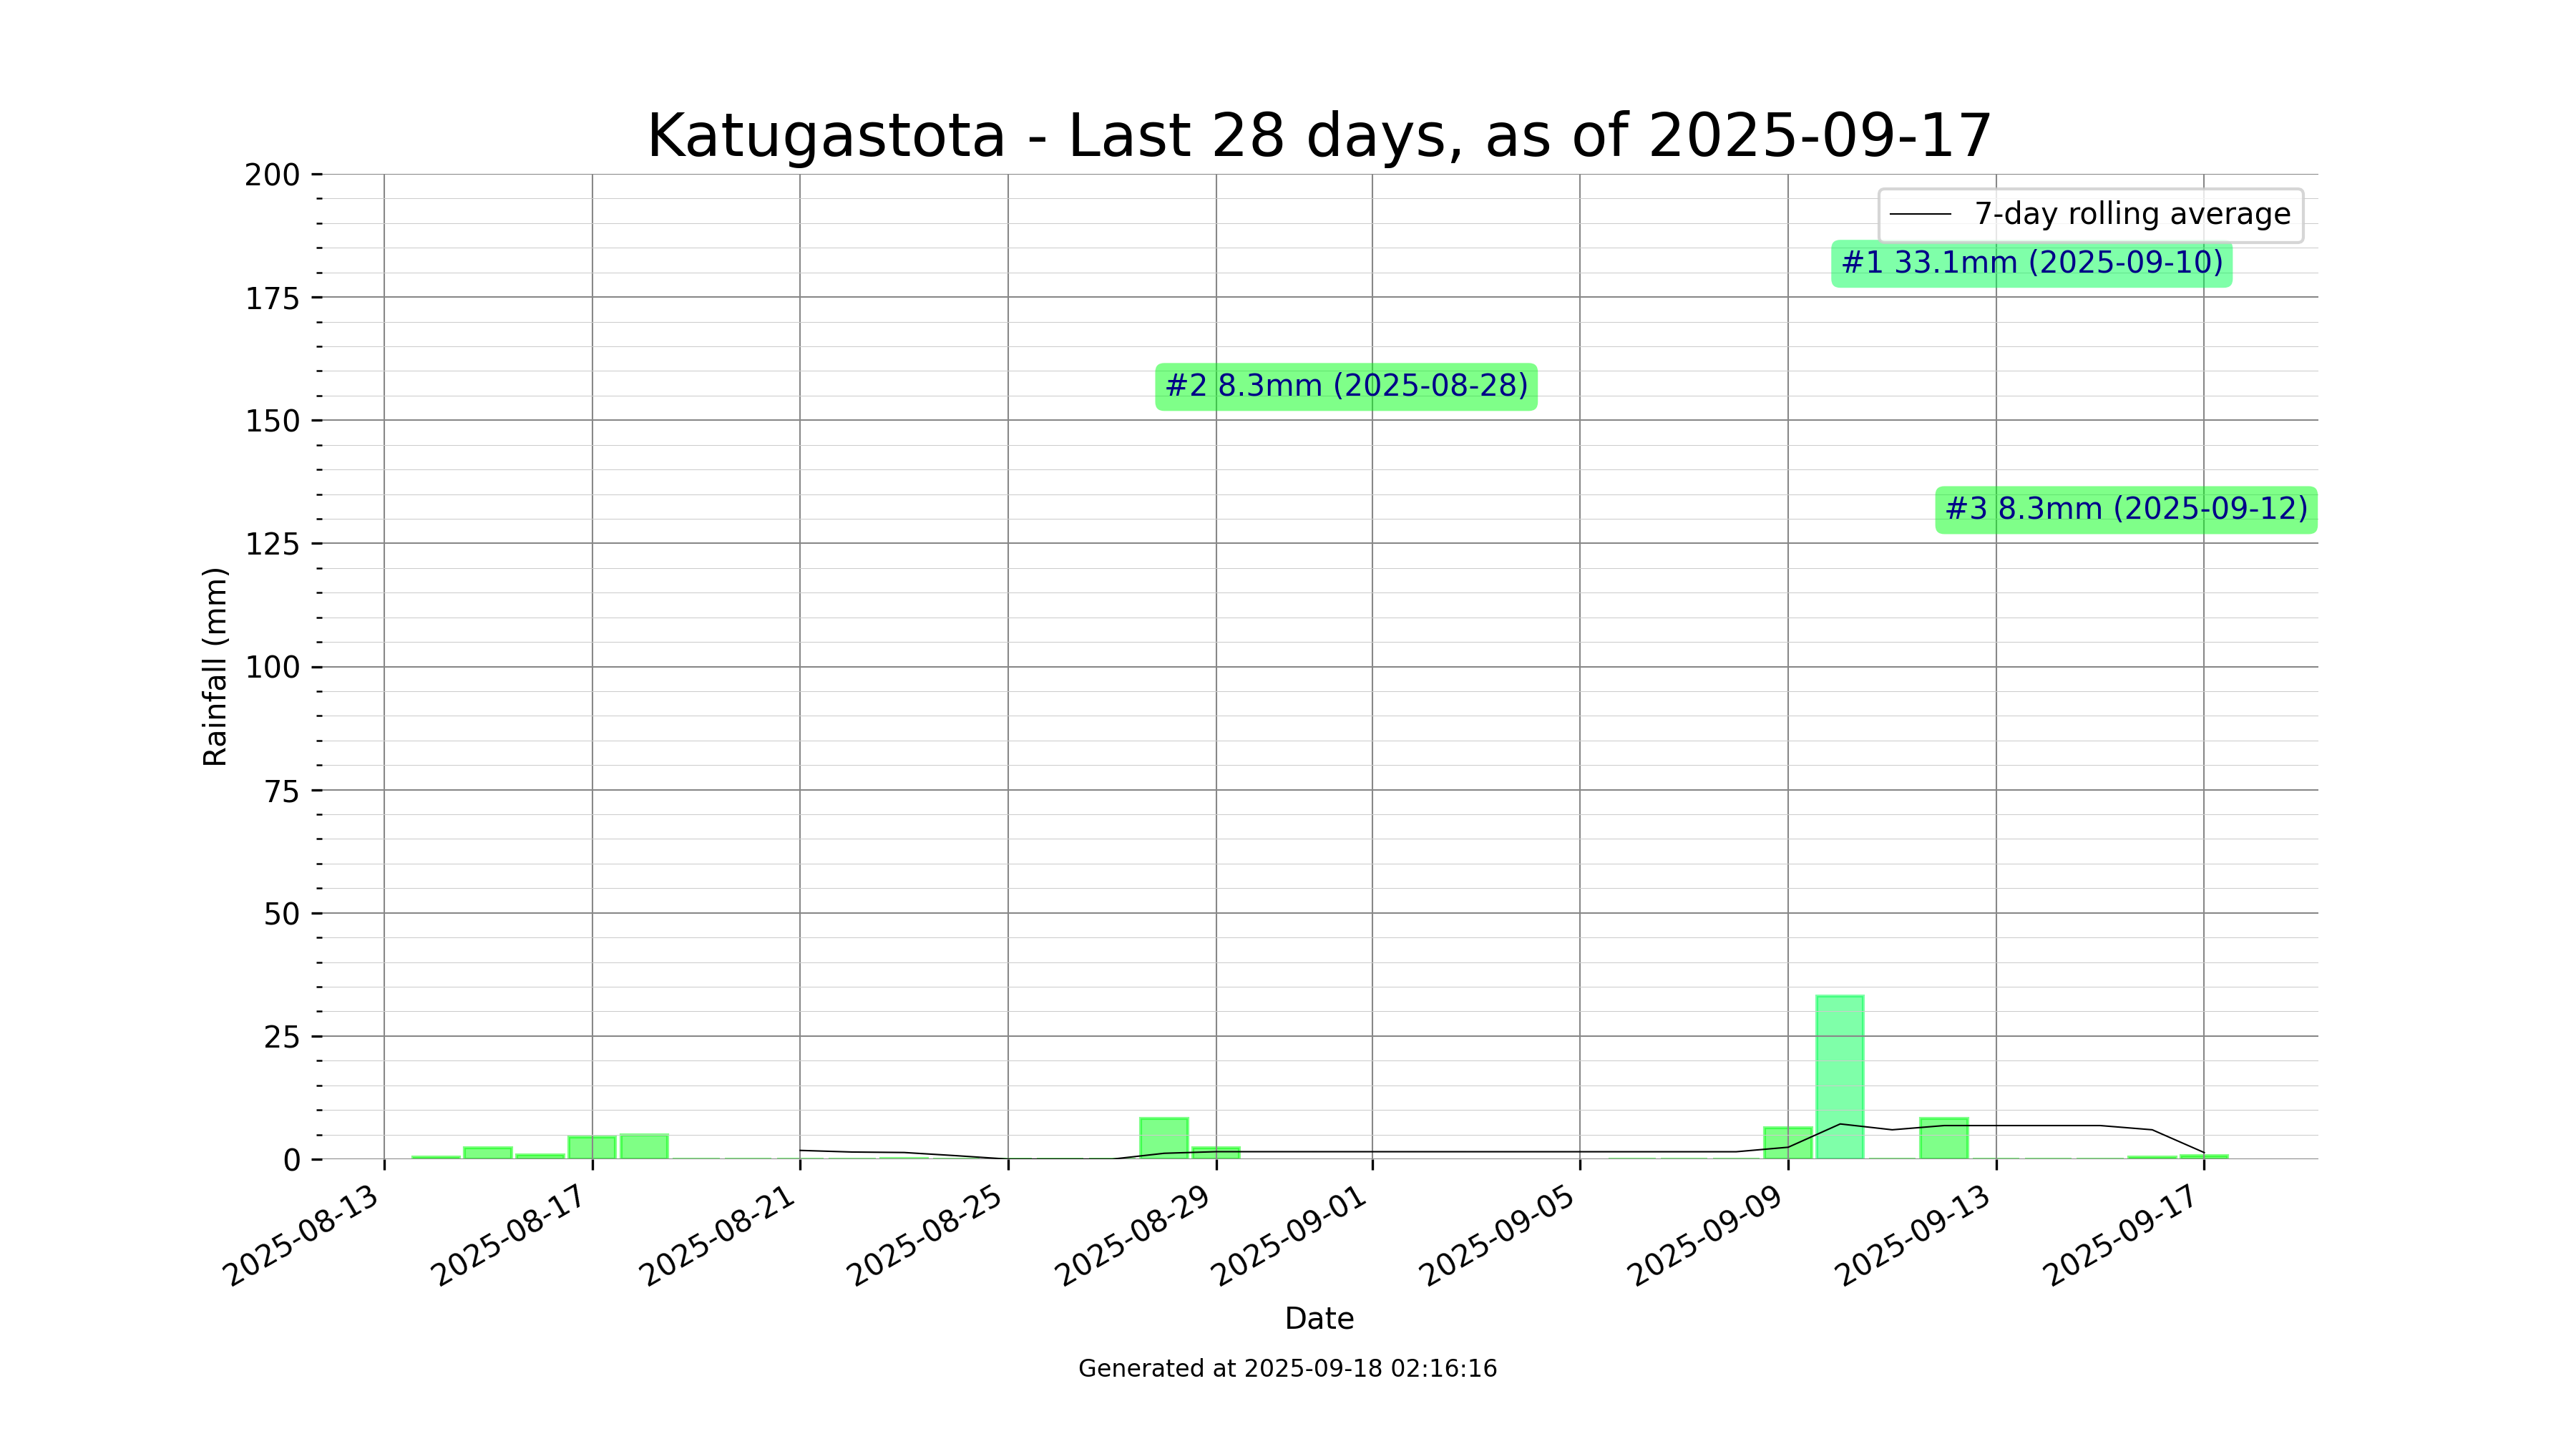 Katugastota - Last 28 days, as of 2025-09-17
200
175
150
125
100
75
50
25
0
Rainfall (mm)
7-day rolling average
#1 33.1mm (2025-09-10)
#2 8.3mm (2025-08-28)
#3 8.3mm (2025-09-12)
2025-08-13
2025-08-17
2025-08-21
2025-08-25
2025-08-29
2025-09-01
2025-09-05
2025-09-09
2025-09-13
2025-09-17
Date
Generated at 2025-09-18 02:16:16